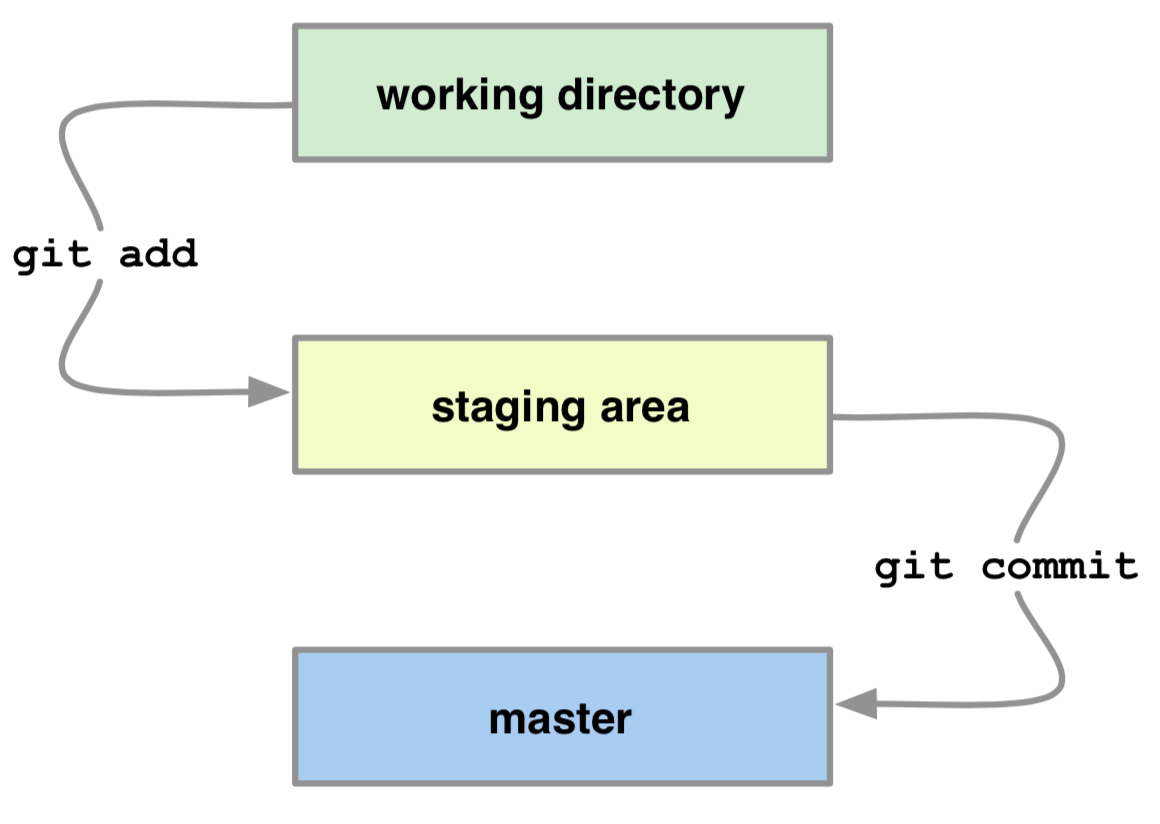 working directory
git add
staging area
git commit
master